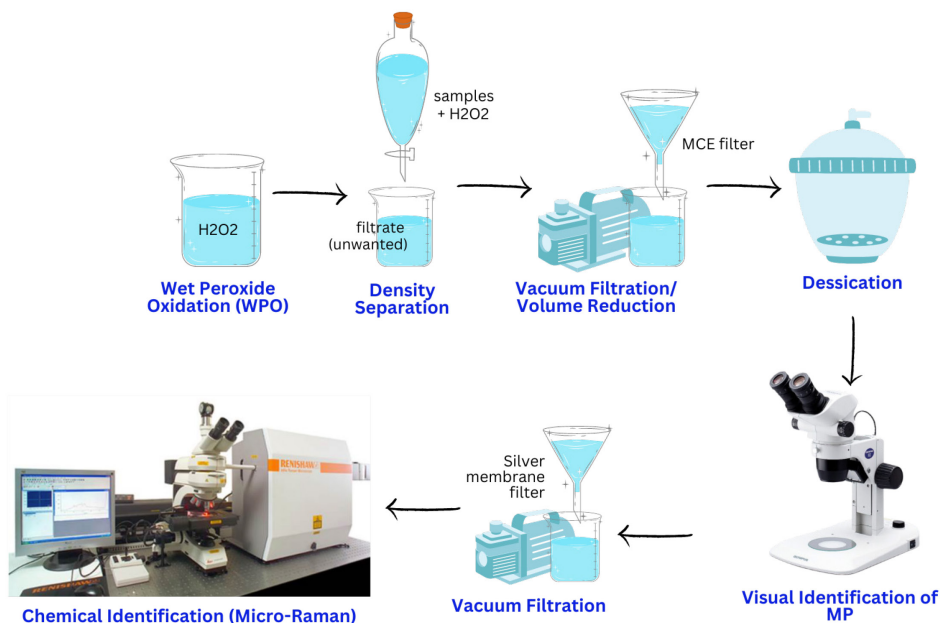 samples
+ H2O2
MCE filter
H2O2
filtrate
(unwanted)
Wet Peroxide
Oxidation (WPO)
Density
Separation
Vacuum Filtration/
Volume Reduction
Dessication
Silver
membrane
filter
RENISHAW
RENISHAW
Chemical Identification (Micro-Raman)
Vacuum Filtration
Visual Identification of
MP